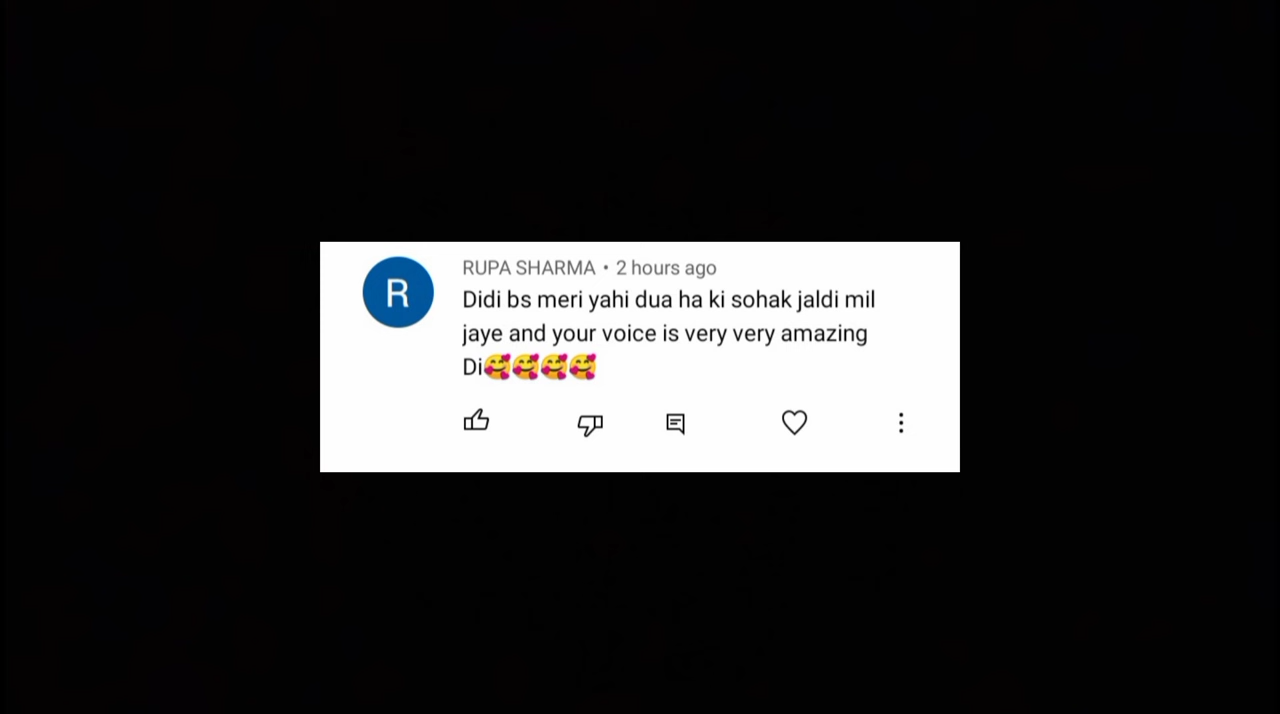 R
RUPA SHARMA • 2 hours ago
Didi bs meri yahi dua ha ki sohak jaldi mil
jaye and your voice is very very amazing
Di🥰🥰🥰🥰